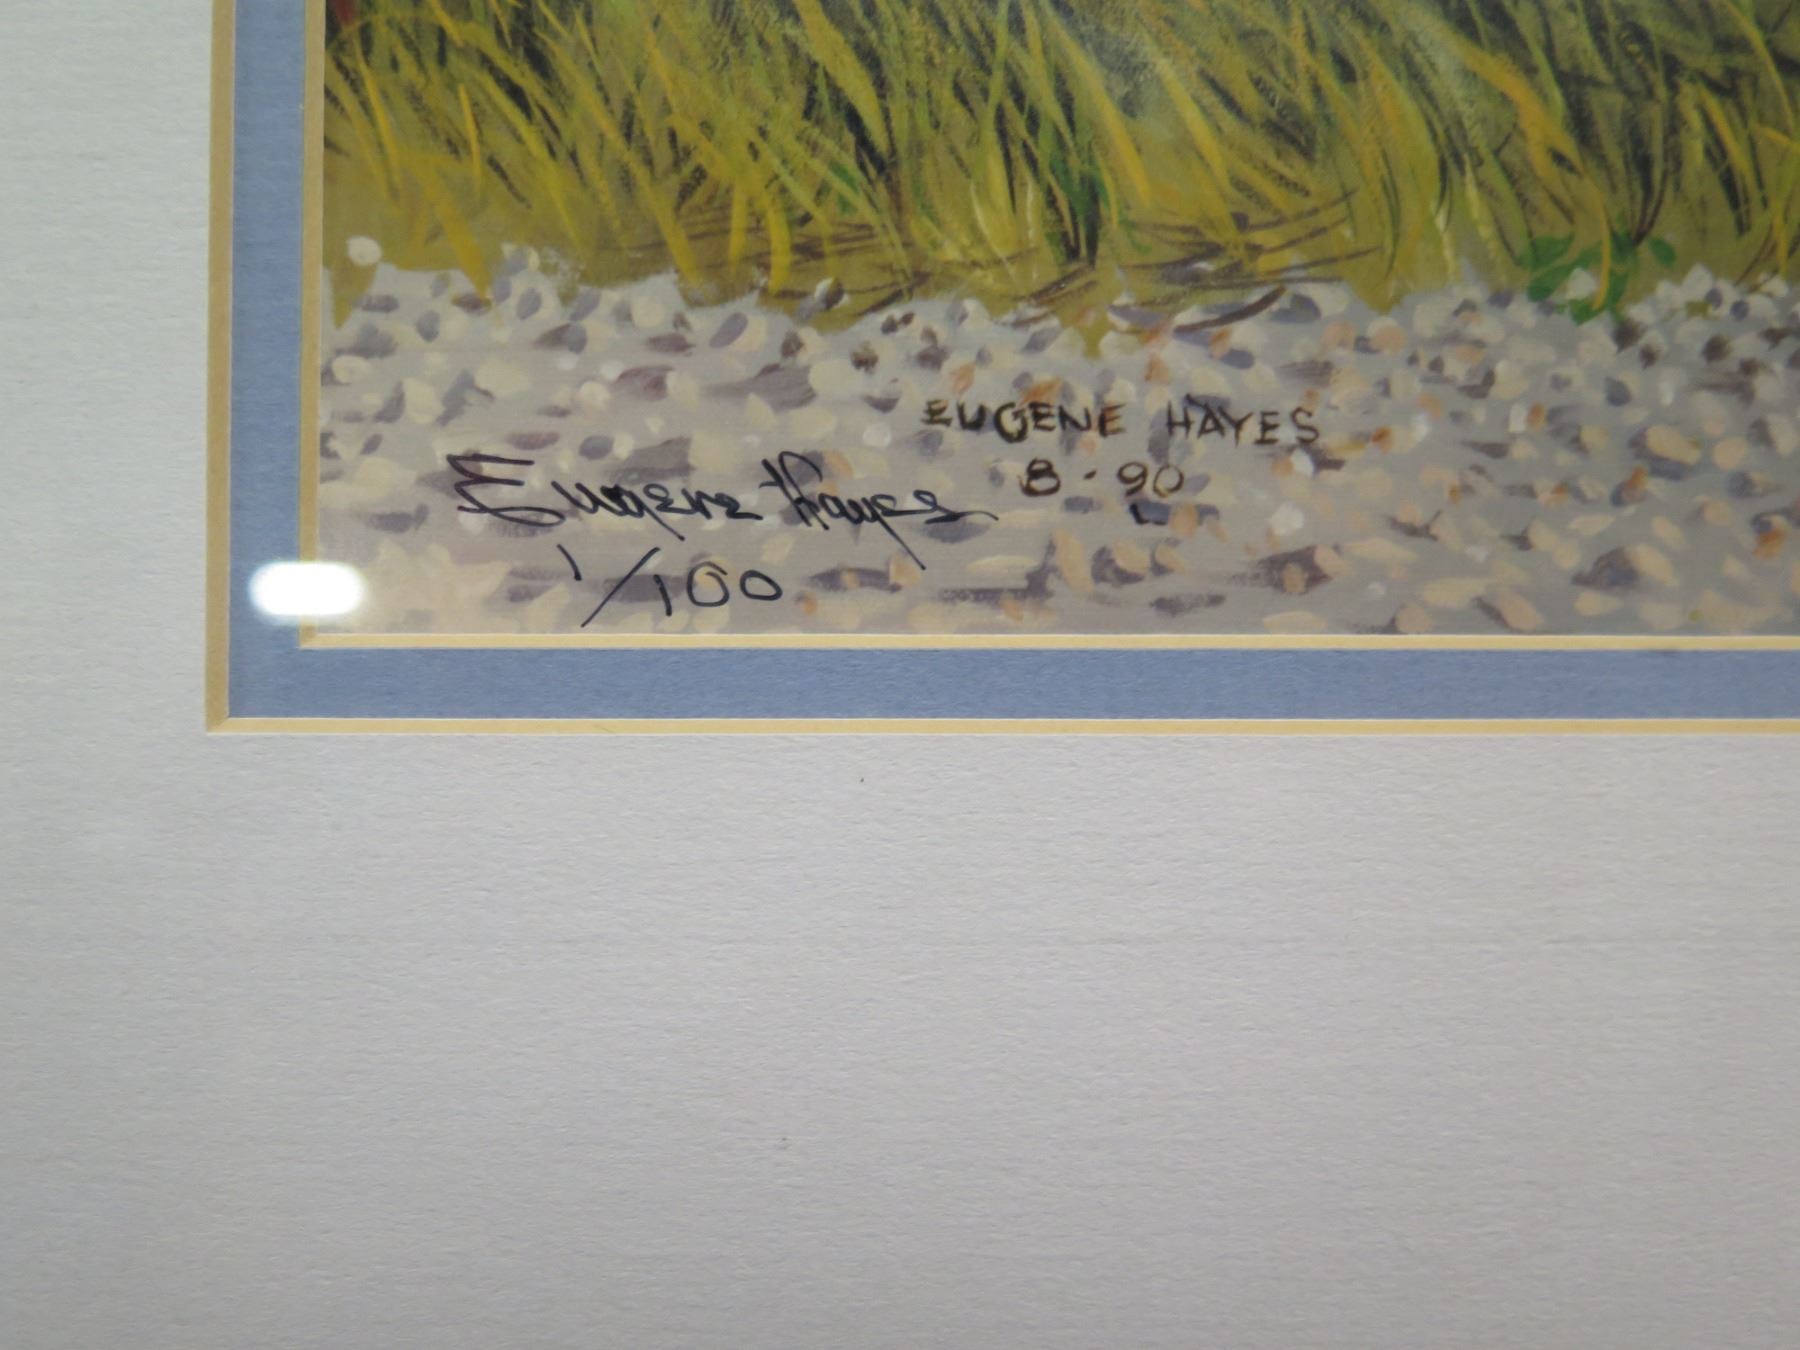 EUGENE HAYES
8 · 90
Eugene Hayes
1/100